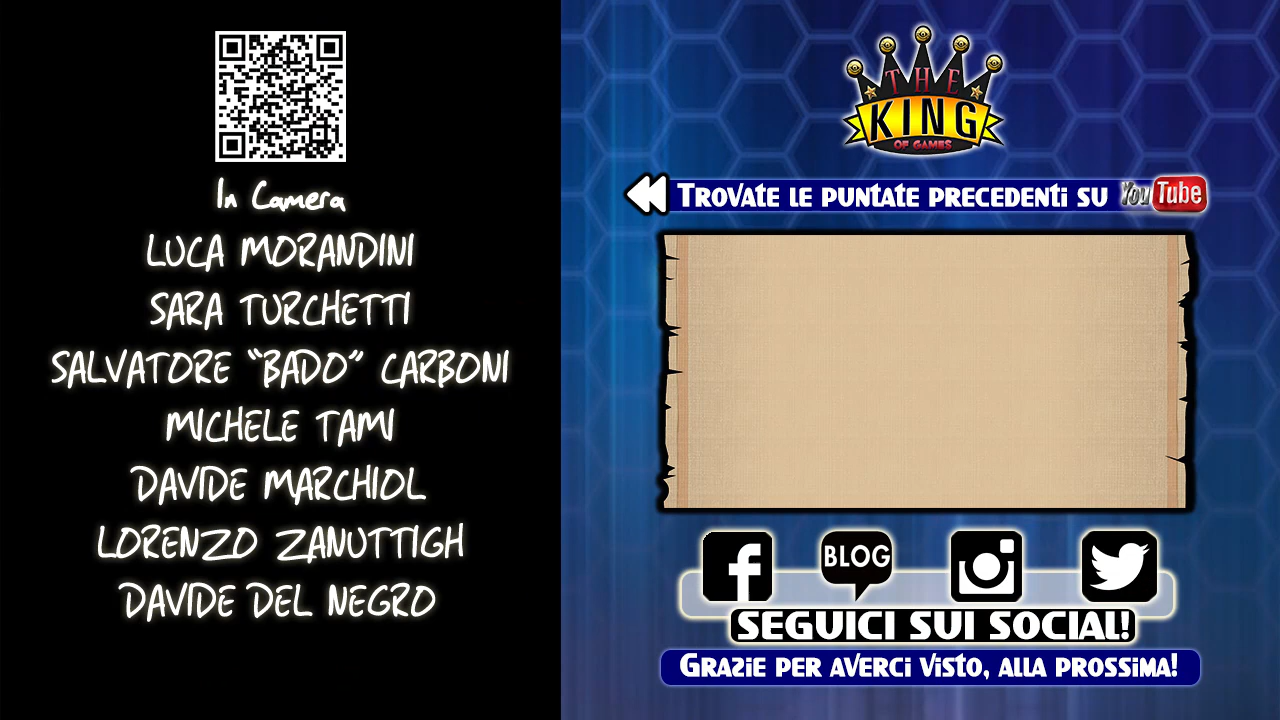 In Camera
LUCA MORANDINI
SARA TURCHETTI
SALVATORE “BADO” CARBONI
MICHELE TAMI
DAVIDE MARCHIOL
LORENZO ZANUTTIGH
DAVIDE DEL NEGRO
THE
KING
OF GAMES
TROVATE LE PUNTATE PRECEDENTI SU YouTube
BLOG
SEGUICI SUI SOCIAL!
GRAZIE PER AVERCI VISTO, ALLA PROSSIMA!